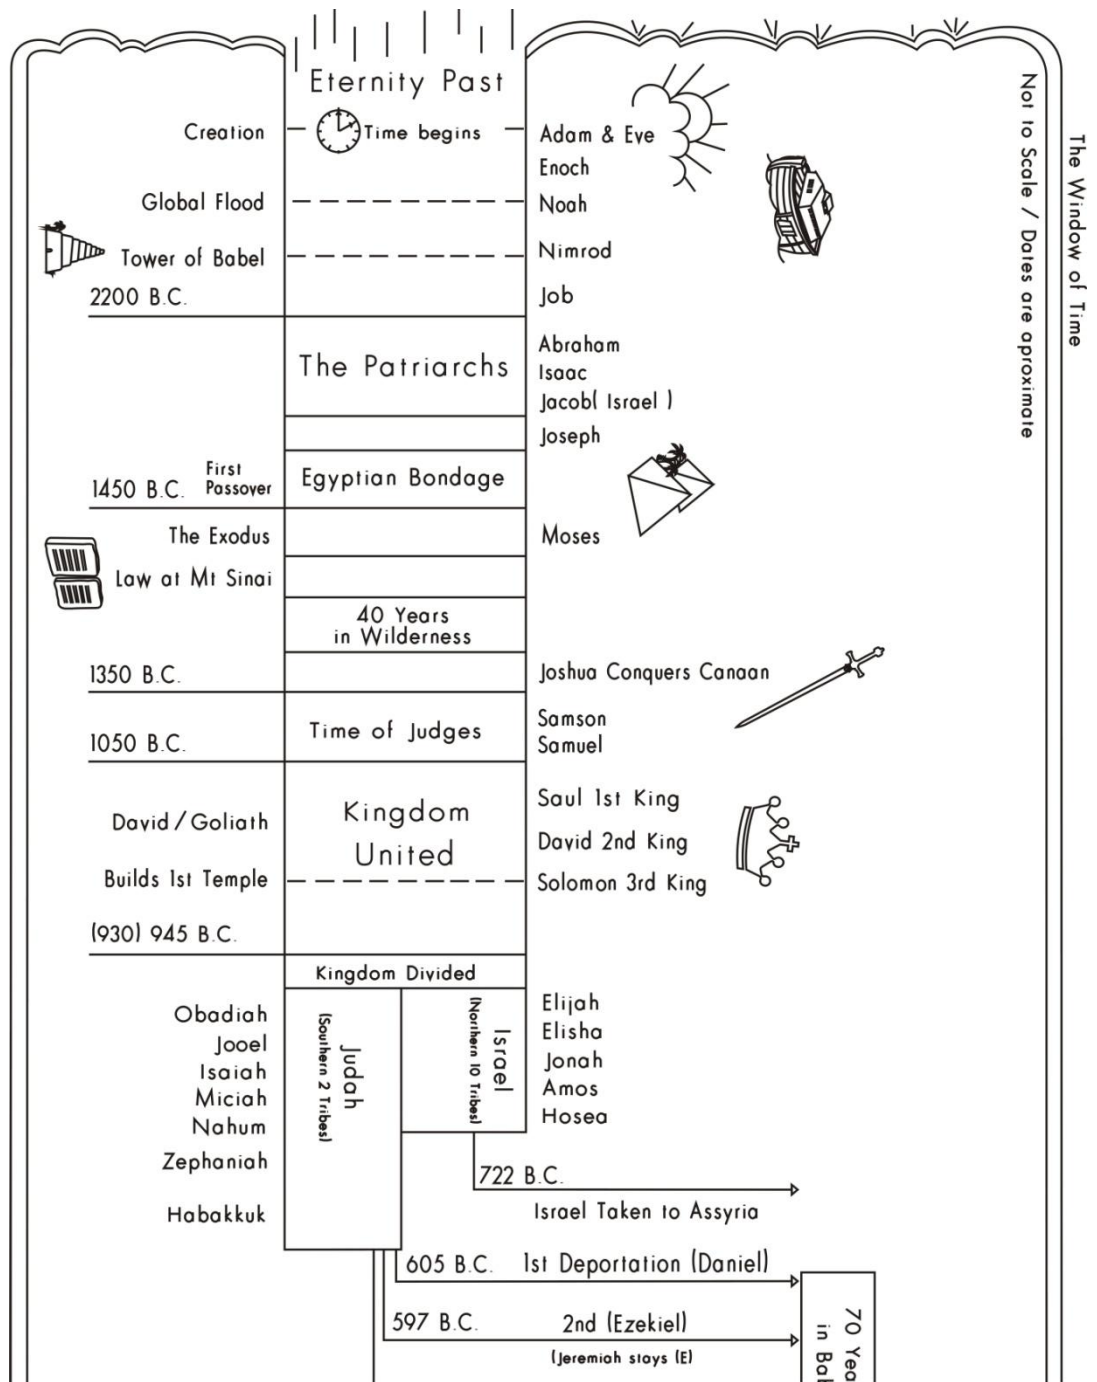 Eternity Past
Creation
Time begins
Adam & Eve
Enoch
Global Flood
Noah
Tower of Babel
Nimrod
2200 B.C.
Job
The Patriarchs
Abraham
Isaac
Jacob( Israel )
Joseph
First
Passover
1450 B.C.
Egyptian Bondage
The Exodus
Moses
Law at Mt Sinai
40 Years
in Wilderness
1350 B.C.
Joshua Conquers Canaan
Time of Judges
Samson
Samuel
1050 B.C.
Kingdom
United
Saul 1st King
David / Goliath
David 2nd King
Builds 1st Temple
Solomon 3rd King
(930) 945 B.C.
Kingdom Divided
Obadiah
Jooel
Isaiah
Miciah
Nahum
Zephaniah
Habakkuk
Judah
(Southern 2 Tribes)
Israel
(Northern 10 Tribes)
Elijah
Elisha
Jonah
Amos
Hosea
722 B.C.
Israel Taken to Assyria
605 B.C. 1st Deportation (Daniel)
597 B.C. 2nd (Ezekiel)
(Jeremiah stays (E)
70 Yea
in Bab
The Window of Time
Not to Scale / Dates are aproximate